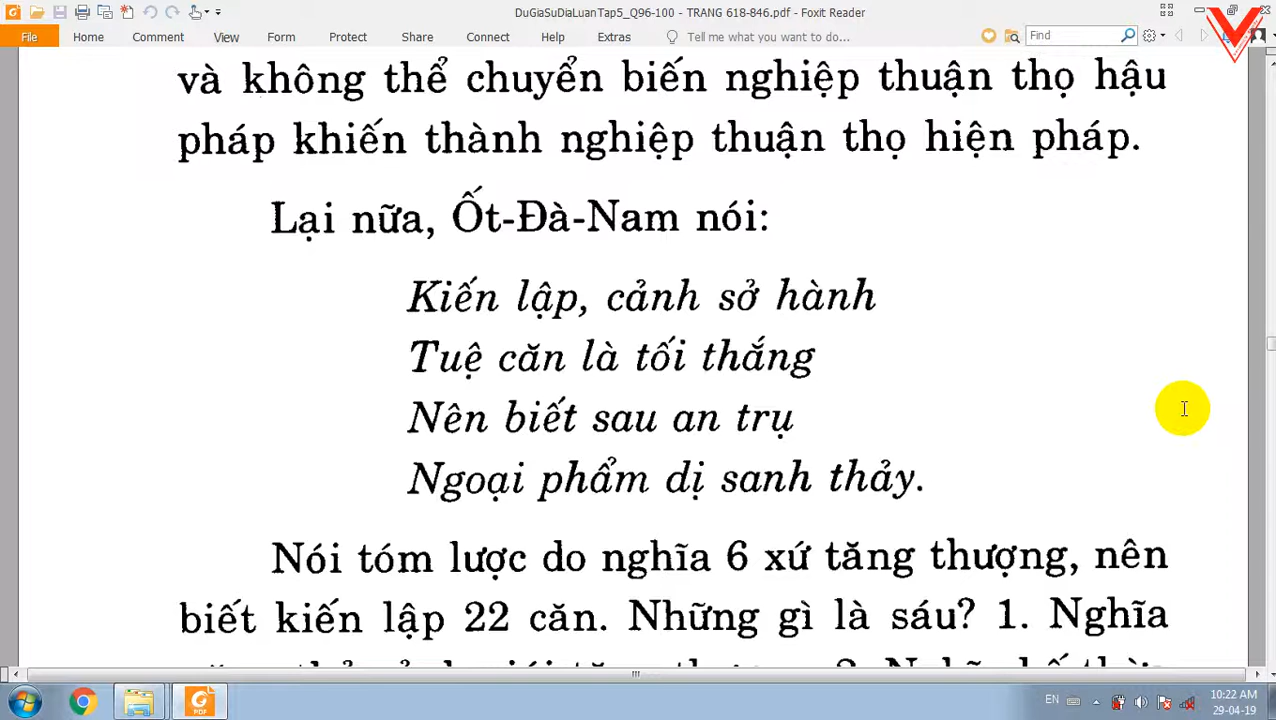 DuGiaSuDiaLuanTap5_Q96-100 - TRANG 618-846.pdf - Foxit Reader
File Home Comment View Form Protect Share Connect Help Extras Tell me what you want to do... Find
và không thể chuyển biến nghiệp thuận thọ hậu
pháp khiến thành nghiệp thuận thọ hiện pháp.
Lại nữa, Ốt-Đà-Nam nói:
Kiến lập, cảnh sở hành
Tuệ căn là tối thắng
Nên biết sau an trụ
Ngoại phẩm dị sanh thảy.
Nói tóm lược do nghĩa 6 xứ tăng thượng, nên
biết kiến lập 22 căn. Những gì là sáu? 1. Nghĩa
PDF EN 10:22 AM
29-04-19